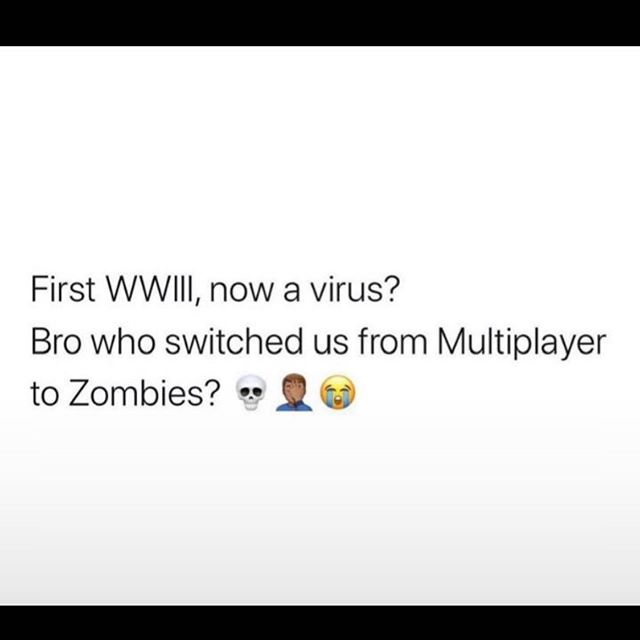 First WWIII, now a virus?
Bro who switched us from Multiplayer
to Zombies? 💀🤦🏾‍♂️😭